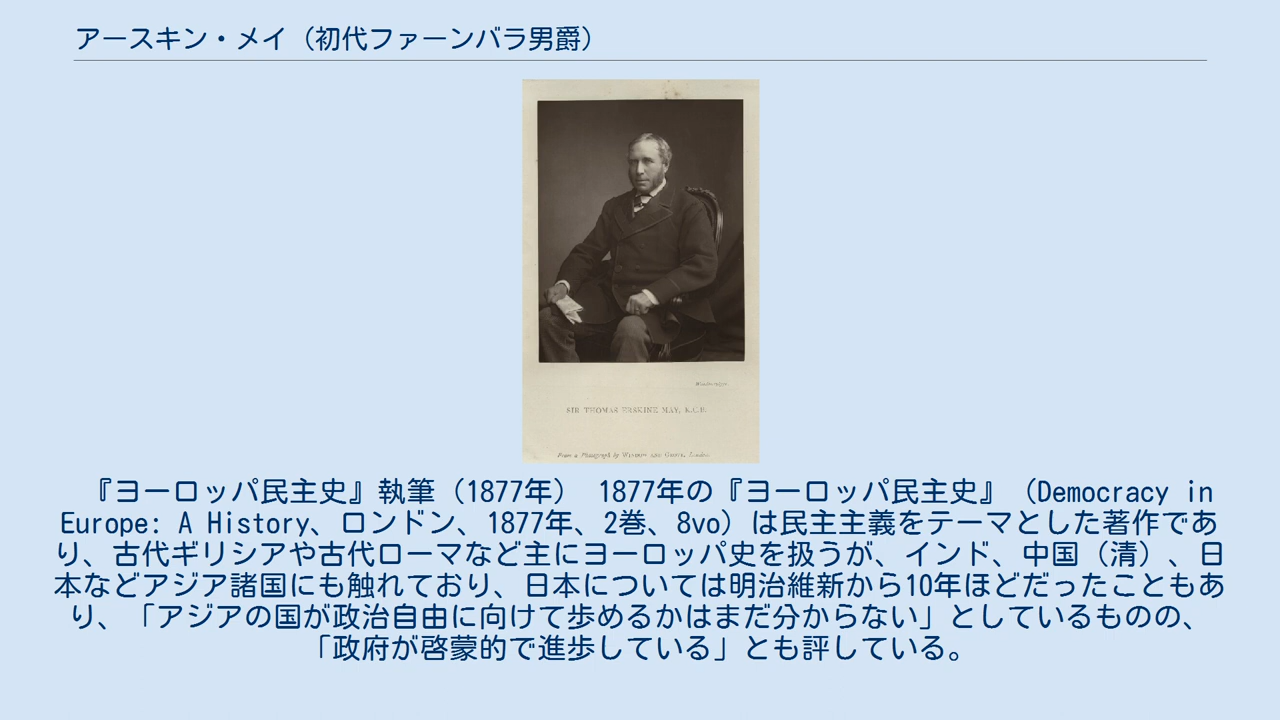 アースキン・メイ（初代ファーンバラ男爵）
SIR THOMAS ERSKINE MAY, K.C.B.
From a Photograph by WINDOW AND GROVE, London
『ヨーロッパ民主史』執筆（1877年） 1877年の『ヨーロッパ民主史』（Democracy in
Europe: A History、ロンドン、1877年、2巻、8vo）は民主主義をテーマとした著作であ
り、古代ギリシアや古代ローマなど主にヨーロッパ史を扱うが、インド、中国（清）、日
本などアジア諸国にも触れており、日本については明治維新から10年ほどだったこともあ
り、「アジアの国が政治自由に向けて歩めるかはまだ分からない」としているものの、
「政府が啓蒙的で進歩している」とも評している。